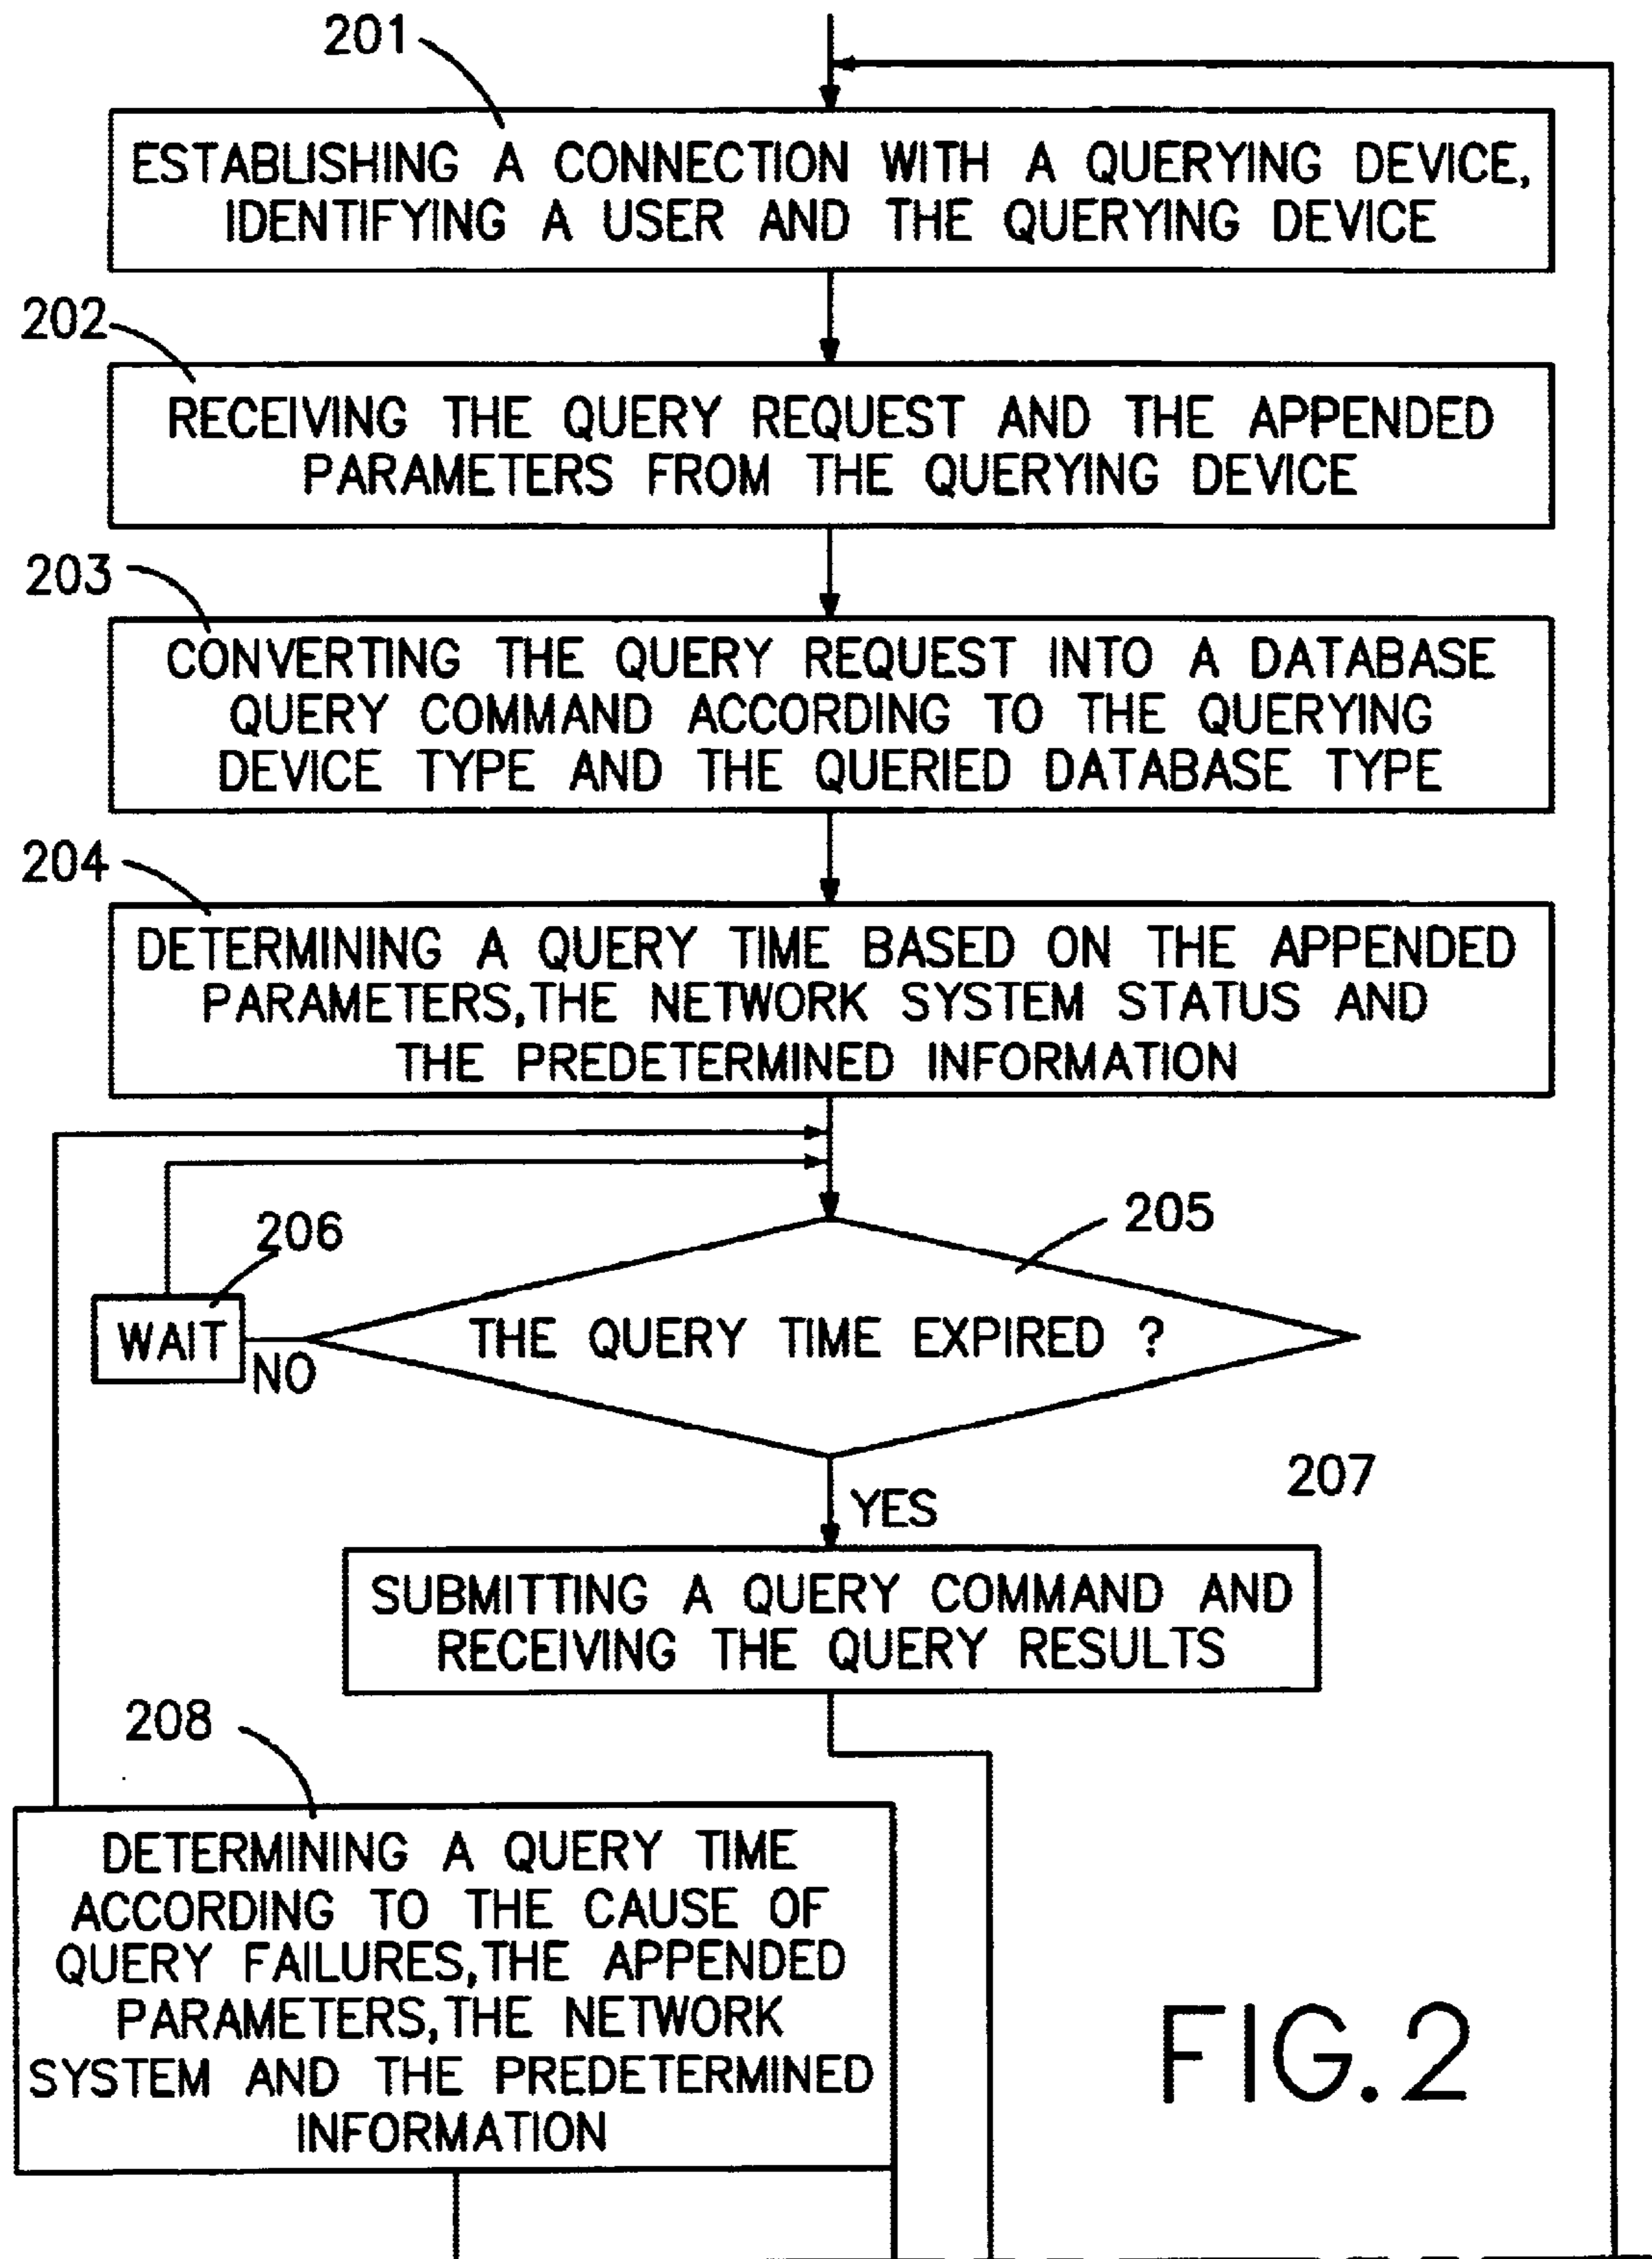 201
ESTABLISHING A CONNECTION WITH A QUERYING DEVICE,
IDENTIFYING A USER AND THE QUERYING DEVICE
202
RECEIVING THE QUERY REQUEST AND THE APPENDED
PARAMETERS FROM THE QUERYING DEVICE
203
CONVERTING THE QUERY REQUEST INTO A DATABASE
QUERY COMMAND ACCORDING TO THE QUERYING
DEVICE TYPE AND THE QUERIED DATABASE TYPE
204
DETERMINING A QUERY TIME BASED ON THE APPENDED
PARAMETERS,THE NETWORK SYSTEM STATUS AND
THE PREDETERMINED INFORMATION
205
206
THE QUERY TIME EXPIRED ?
WAIT
NO
YES
207
SUBMITTING A QUERY COMMAND AND
RECEIVING THE QUERY RESULTS
208
DETERMINING A QUERY TIME
ACCORDING TO THE CAUSE OF
QUERY FAILURES,THE APPENDED
PARAMETERS,THE NETWORK
SYSTEM AND THE PREDETERMINED
INFORMATION
FIG.2